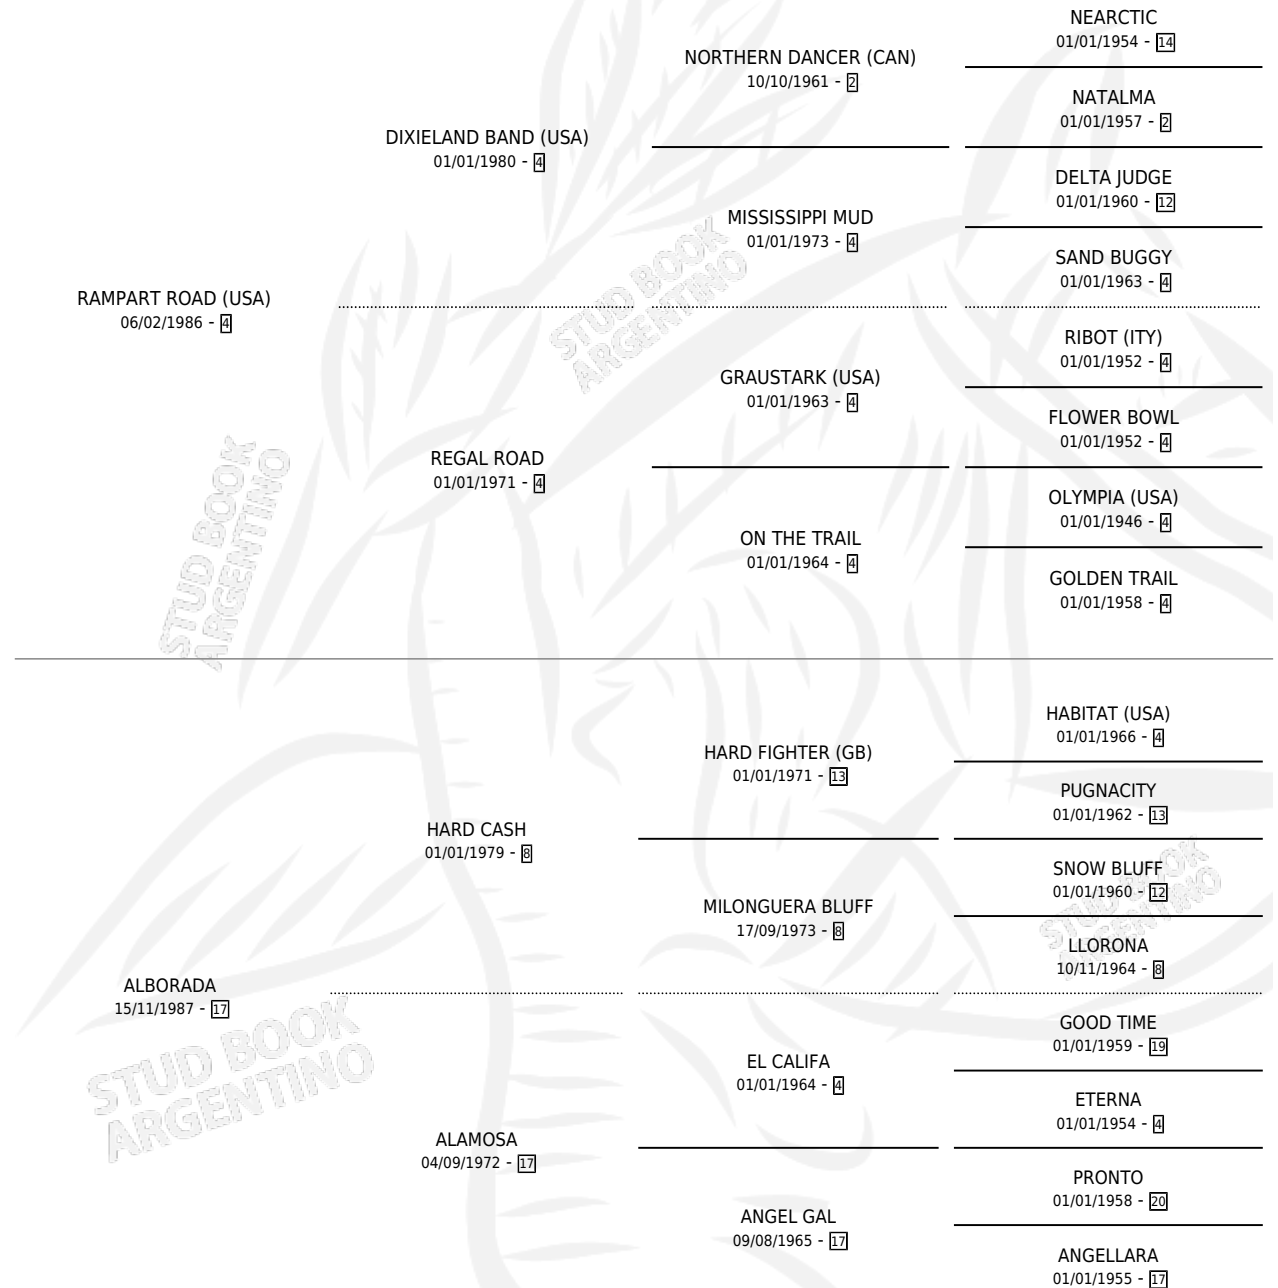 NEARCTIC
01/01/1954 - 14
NORTHERN DANCER (CAN)
10/10/1961 - 2
NATALMA
01/01/1957 - 2
DIXIELAND BAND (USA)
01/01/1980 - 4
DELTA JUDGE
01/01/1960 - 12
MISSISSIPPI MUD
01/01/1973 - 4
SAND BUGGY
01/01/1963 - 4
RAMPART ROAD (USA)
06/02/1986 - 4
RIBOT (ITY)
01/01/1952 - 4
GRAUSTARK (USA)
01/01/1963 - 4
FLOWER BOWL
01/01/1952 - 4
REGAL ROAD
01/01/1971 - 4
OLYMPIA (USA)
01/01/1946 - 4
ON THE TRAIL
01/01/1964 - 4
GOLDEN TRAIL
01/01/1958 - 4
HABITAT (USA)
01/01/1966 - 4
HARD FIGHTER (GB)
01/01/1971 - 13
PUGNACITY
01/01/1962 - 13
HARD CASH
01/01/1979 - 8
SNOW BLUFF
01/01/1960 - 12
MILONGUERA BLUFF
17/09/1973 - 8
LLORONA
10/11/1964 - 8
ALBORADA
15/11/1987 - 17
GOOD TIME
01/01/1959 - 19
EL CALIFA
01/01/1964 - 4
ETERNA
01/01/1954 - 4
ALAMOSA
04/09/1972 - 17
PRONTO
01/01/1958 - 20
ANGEL GAL
09/08/1965 - 17
ANGELLARA
01/01/1955 - 17
STUD BOOK
ARGENTINO
STUD BOOK
ARGENTINO
STUD BOOK
ARGENTINO
STUD BOOK
ARGENTINO